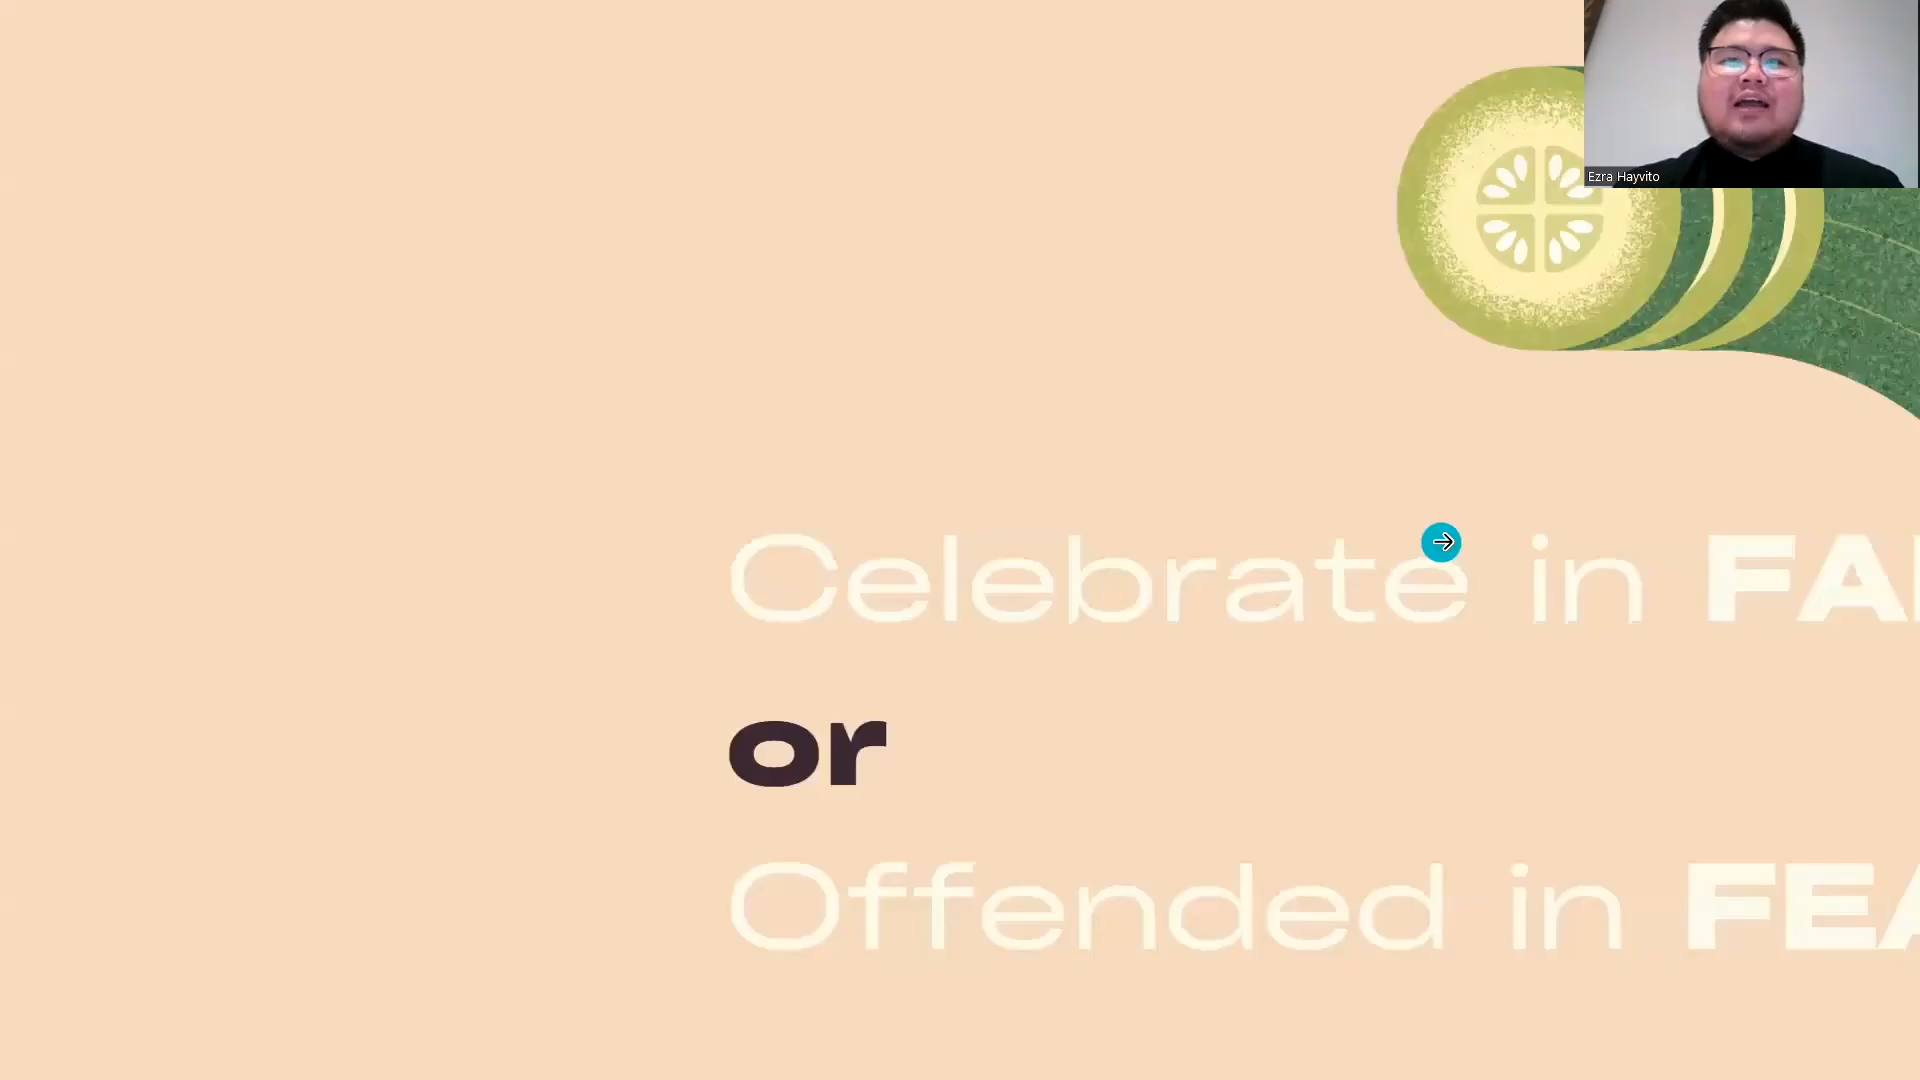 Ezra Hayvito
Celebrate in
or
Offended in